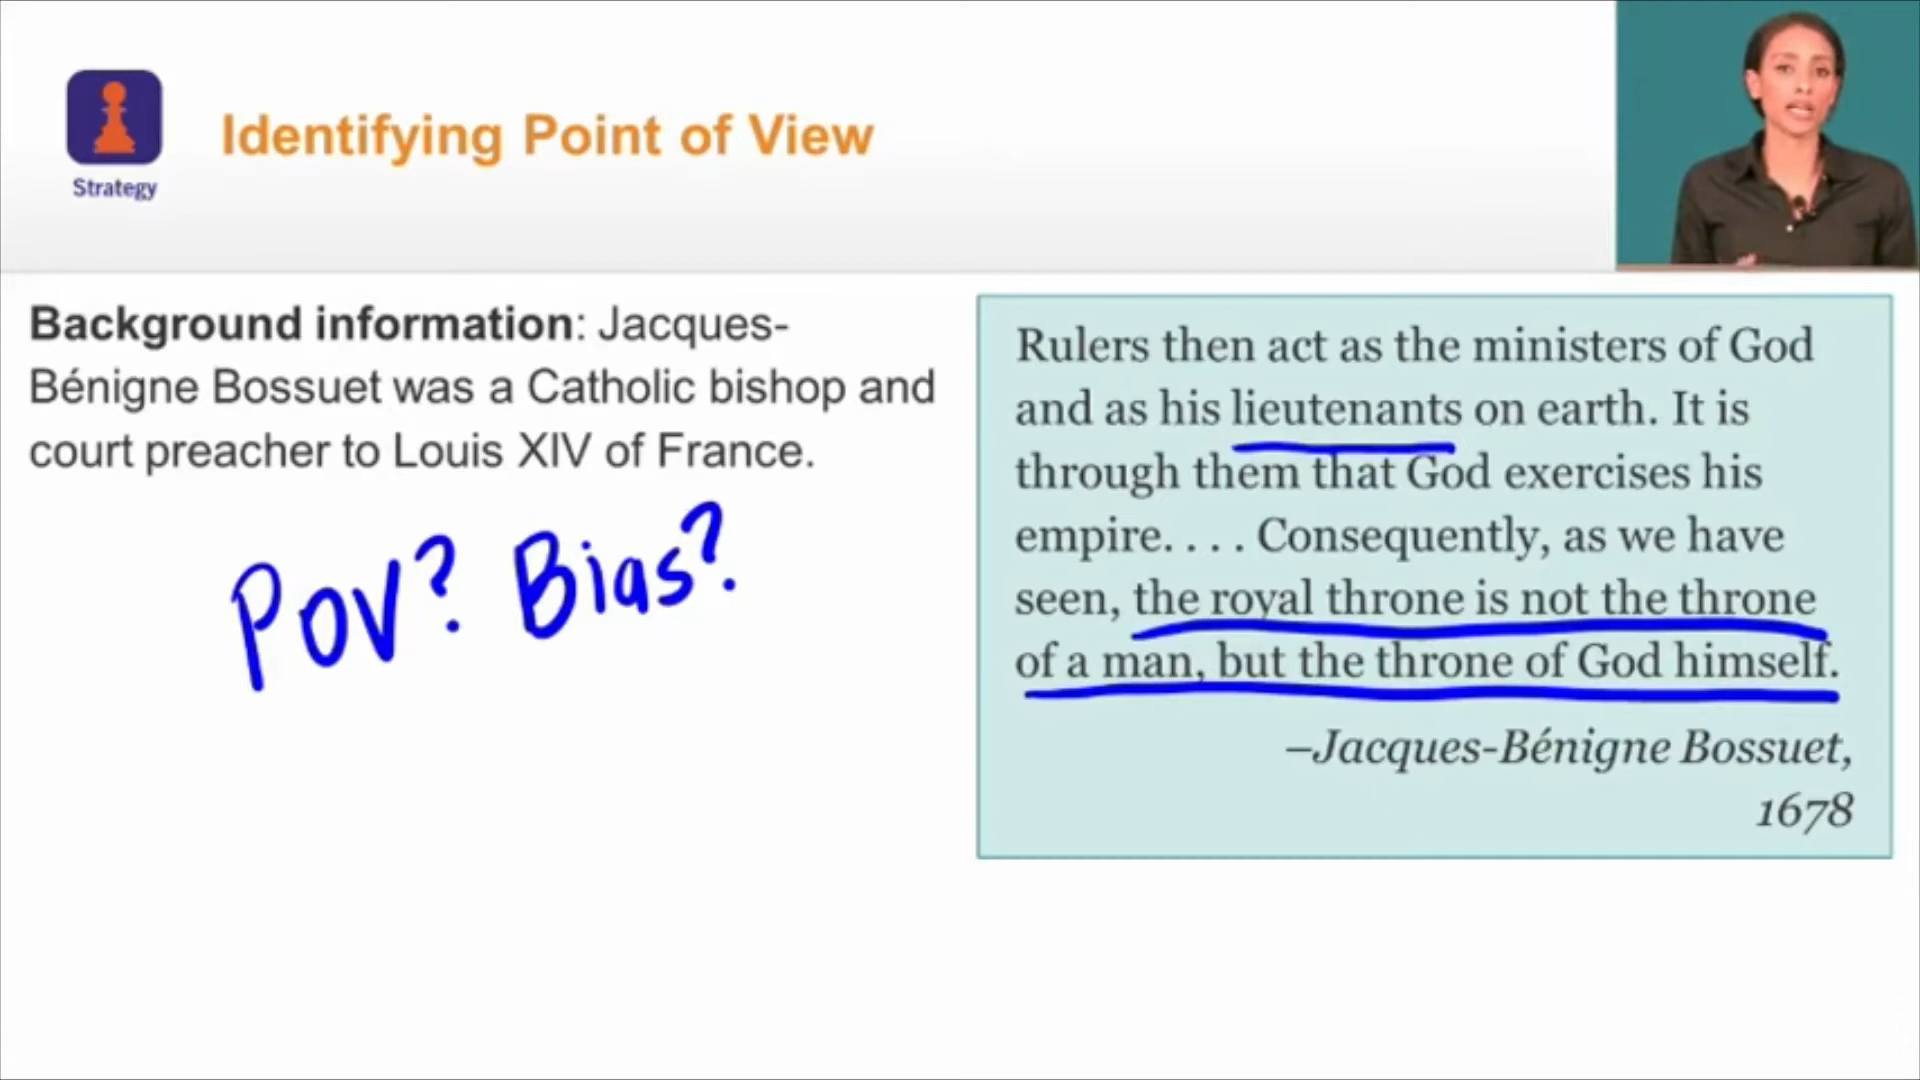 Strategy
Identifying Point of View
Background information: Jacques-
Bénigne Bossuet was a Catholic bishop and
court preacher to Louis XIV of France.
Pov? Bias?
Rulers then act as the ministers of God
and as his lieutenants on earth. It is
through them that God exercises his
empire. . . . Consequently, as we have
seen, the royal throne is not the throne
of a man, but the throne of God himself.
–Jacques-Bénigne Bossuet,
1678